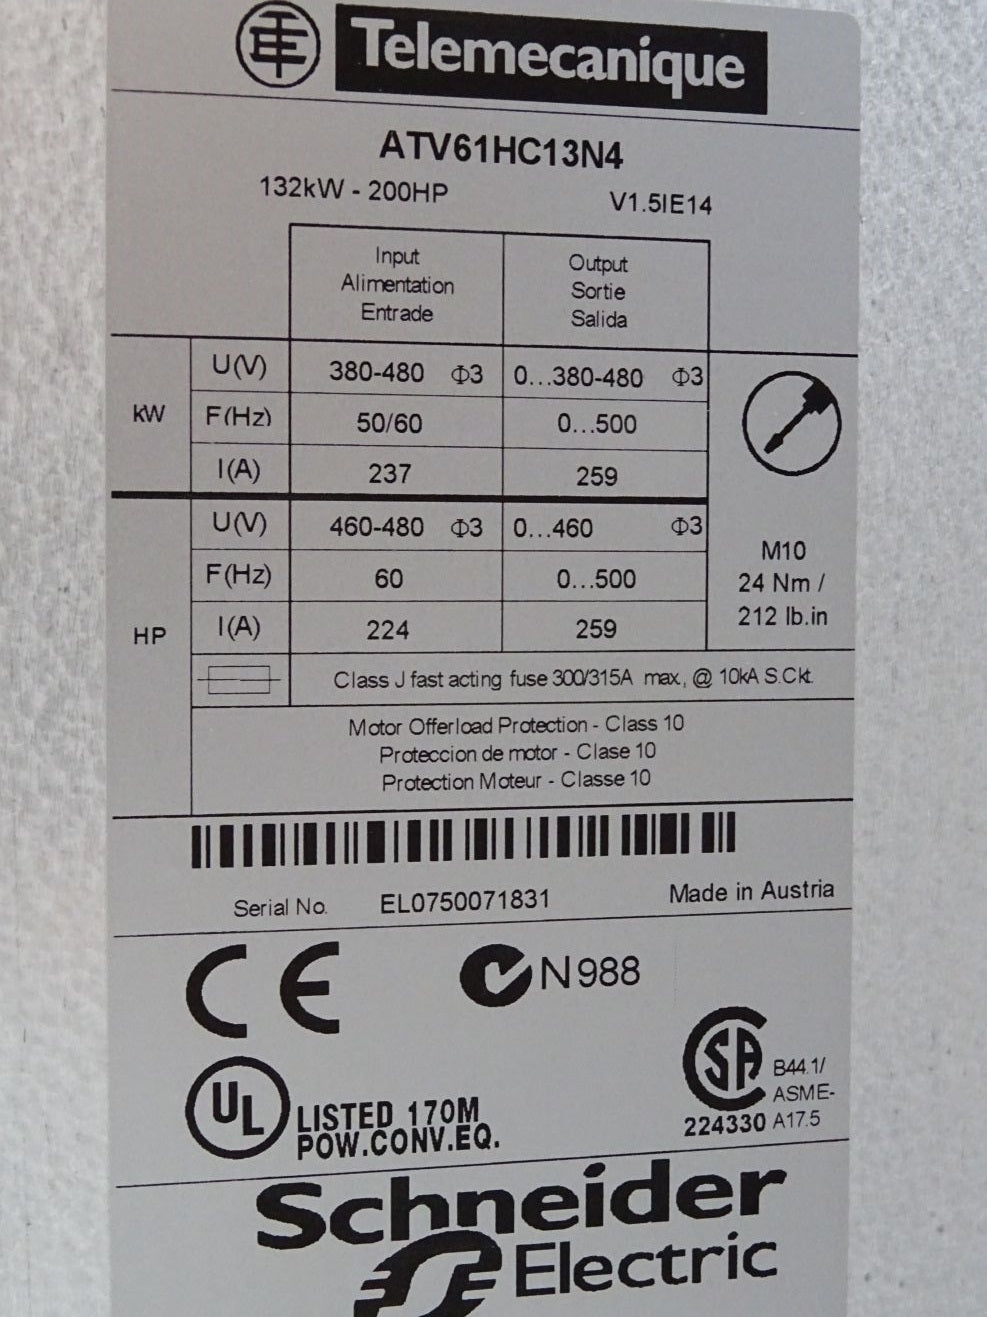 Telemecanique
ATV61HC13N4
132kW - 200HP V1.5IE14
Input Output
Alimentation Sortie
Entrade Salida
kW U(V) 380-480 Φ3 0...380-480 Φ3
F(Hz) 50/60 0...500
I(A) 237 259
HP U(V) 460-480 Φ3 0...460 Φ3
F(Hz) 60 0...500
I(A) 224 259
M10
24 Nm /
212 lb.in
Class J fast acting fuse 300/315A max, @ 10kA S.Ckt.
Motor Offerload Protection - Class 10
Proteccion de motor - Clase 10
Protection Moteur - Classe 10
Serial No. EL0750071831 Made in Austria
CE N988
UL LISTED 170M
POW.CONV.EQ.
SA B44.1/
ASME-
224330 A17.5
Schneider
Electric